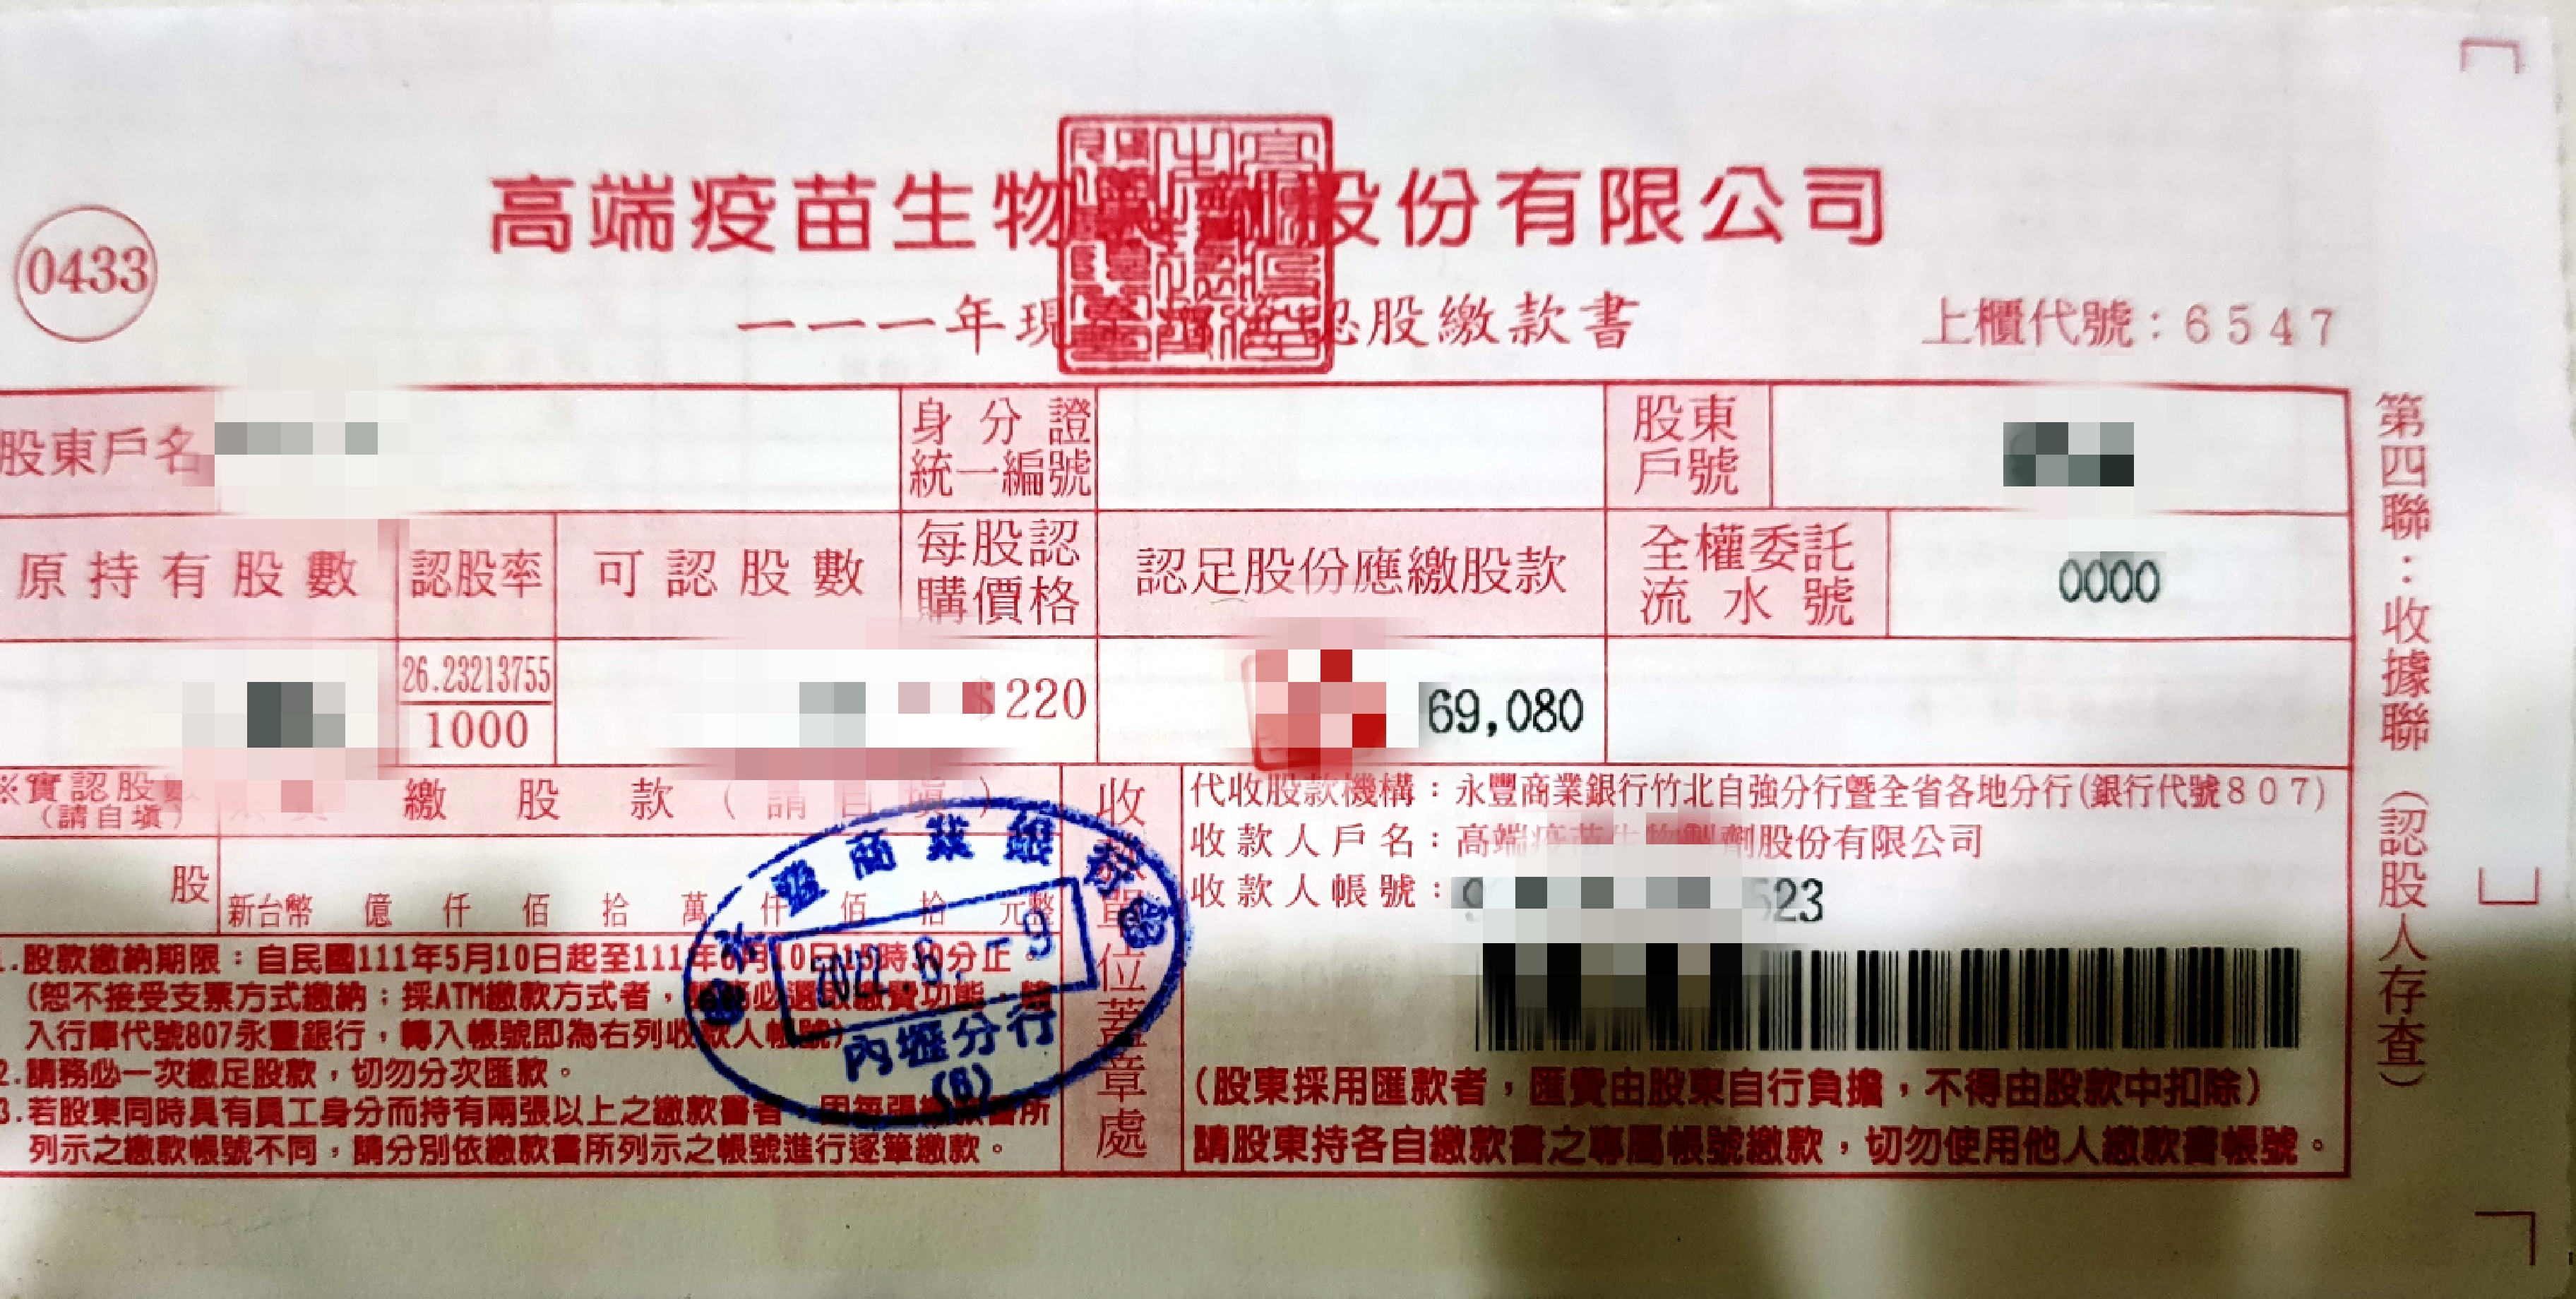 高端疫苗生物 股份有限公司
0433
一一一年現 認股繳款書
上櫃代號：6547
股東戶名
身分證
統一編號
股東
戶號
原持有股數
認股率
可認股數
每股認
購價格
認足股份應繳股款
全權委託
流水號
0000
26.23213755
1000
$220
69,080
※實認股數
(請自填)
繳股款(請自填)
股
新台幣 億 仟 佰 拾 萬 仟 佰 拾 元整
收 單位蓋章處
代收股款機構：永豐商業銀行竹北自強分行暨全省各地分行(銀行代號807)
收款人戶名：高端疫苗生物製劑股份有限公司
收款人帳號：9 523
1.股款繳納期限：自民國111年5月10日起至111年6月10日15時30分止。
(恕不接受支票方式繳納；採ATM繳款方式者， 必選 繳費功能，
入行庫代號807永豐銀行，轉入帳號即為右列收款人帳號)
2.請務必一次繳足股款，切勿分次匯款。
3.若股東同時具有員工身分而持有兩張以上之繳款書者，因每張繳款書所
列示之繳款帳號不同，請分別依繳款書所列示之帳號進行逐筆繳款。
永豐商業銀行
2022.6.-9
內壢分行
(6)
(股東採用匯款者，匯費由股東自行負擔，不得由股款中扣除)
請股東持各自繳款書之專屬帳號繳款，切勿使用他人繳款書帳號。
第四聯：收據聯(認股人存查)